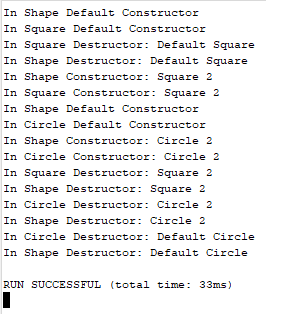 In Shape Default Constructor
In Square Default Constructor
In Square Destructor: Default Square
In Shape Destructor: Default Square
In Shape Constructor: Square 2
In Square Constructor: Square 2
In Shape Default Constructor
In Circle Default Constructor
In Shape Constructor: Circle 2
In Circle Constructor: Circle 2
In Square Destructor: Square 2
In Shape Destructor: Square 2
In Circle Destructor: Circle 2
In Shape Destructor: Circle 2
In Circle Destructor: Default Circle
In Shape Destructor: Default Circle
RUN SUCCESSFUL (total time: 33ms)